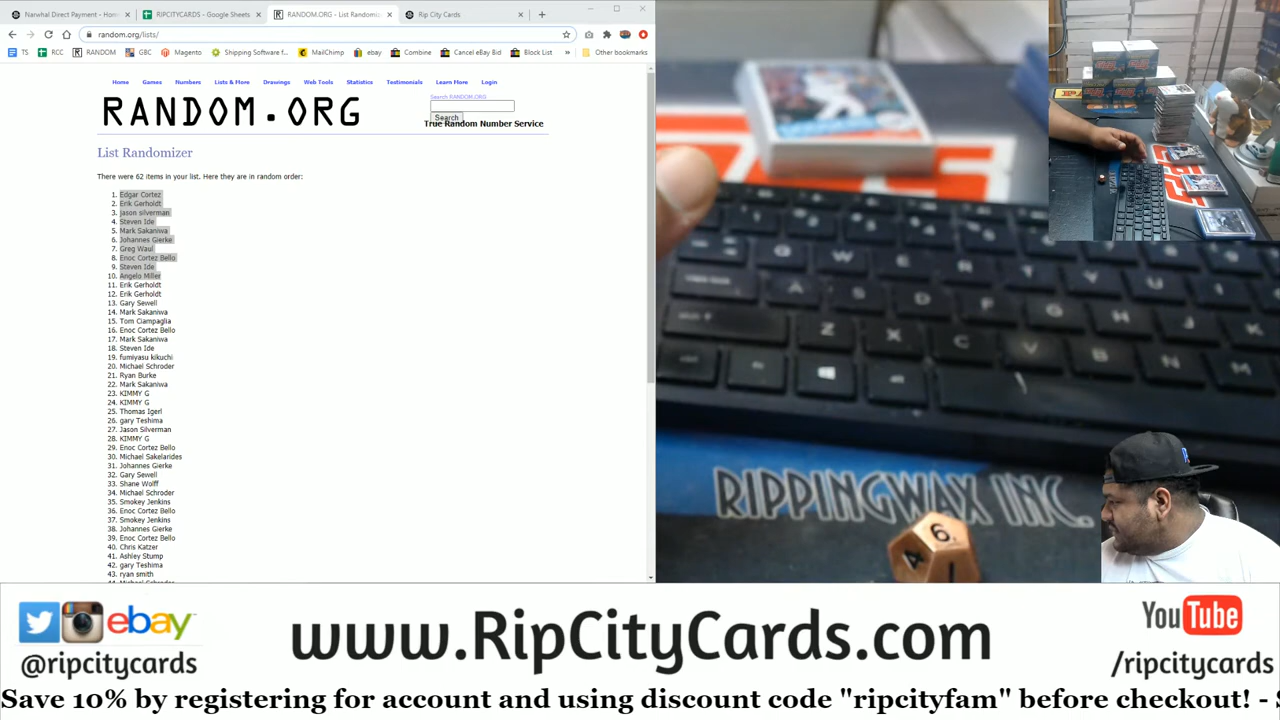 Narwhal Direct Payment - Hom
RIPCITYCARDS - Google Sheets
RANDOM.ORG - List Randomiz
Rip City Cards
random.org/lists/
TS
RCC
RANDOM
GBC
Magento
Shipping Software f
MailChimp
ebay
Combine
Cancel eBay Bid
Block List
»
Other bookmarks
Home Games Numbers Lists & More Drawings Web Tools Statistics Testimonials Learn More Login
RANDOM.ORG
Search RANDOM.ORG
Search
True Random Number Service
List Randomizer
There were 62 items in your list. Here they are in random order:
1. Edgar Cortez
2. Erik Gerholdt
3. Jason silverman
4. Steven Ide
5. Mark Sakaniwa
6. Johannes Gierke
7. Greg Waul
8. Enoc Cortez Bello
9. Steven Ide
10. Angelo Miller
11. Erik Gerholdt
12. Erik Gerholdt
13. Gary Sewell
14. Mark Sakaniwa
15. Tom Ciampaglia
16. Enoc Cortez Bello
17. Mark Sakaniwa
18. Steven Ide
19. fumiyasu kikuchi
20. Michael Schroder
21. Ryan Burke
22. Mark Sakaniwa
23. KIMMY G
24. KIMMY G
25. Thomas Igerl
26. gary Teshima
27. Jason Silverman
28. KIMMY G
29. Enoc Cortez Bello
30. Michael Sakelarides
31. Johannes Gierke
32. Gary Sewell
33. Shane Wolff
34. Michael Schroder
35. Smokey Jenkins
36. Enoc Cortez Bello
37. Smokey Jenkins
38. Johannes Gierke
39. Enoc Cortez Bello
40. Chris Katzer
41. Ashley Stump
42. gary Teshima
43. ryan smith
W E R
A S D F G H J K
Z X C V B N M
RIPPINGWAX INC.
6
4
1
ebay
@ripcitycards
www.RipCityCards.com
YouTube
/ripcitycards
Save 10% by registering for account and using discount code "ripcityfam" before checkout! - S